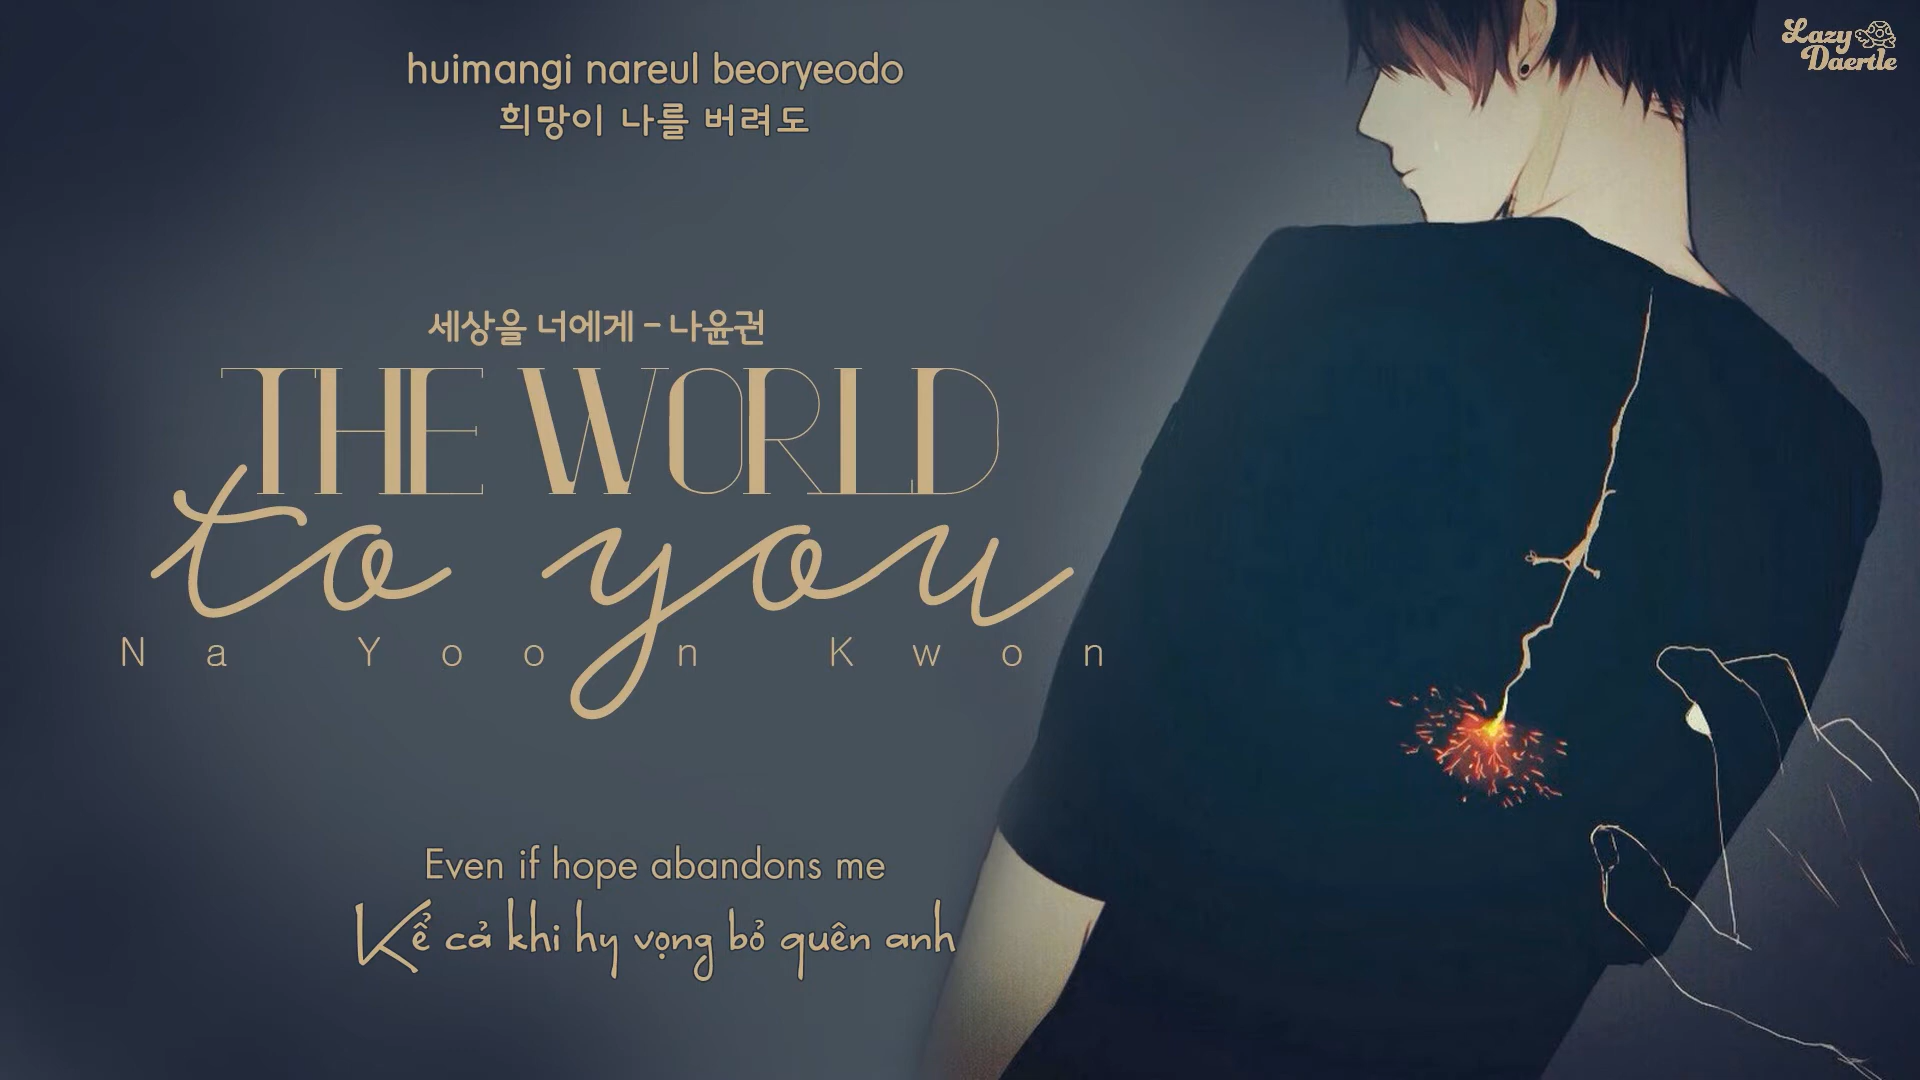 Lazy
Daertle
huimangi nareul beoryeodo
희망이 나를 버려도
세상을 너에게 - 나윤권
THE WORLD
to you
Na Yoon Kwon
Even if hope abandons me
Kể cả khi hy vọng bỏ quên anh